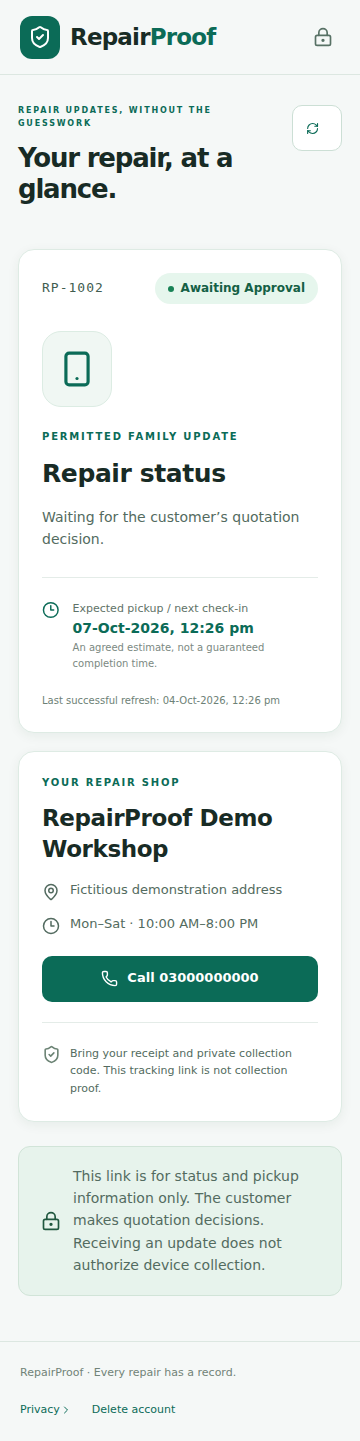 RepairProof
REPAIR UPDATES, WITHOUT THE
GUESSWORK
Your repair, at a
glance.
RP-1002
Awaiting Approval
PERMITTED FAMILY UPDATE
Repair status
Waiting for the customer’s quotation
decision.
Expected pickup / next check-in
07-Oct-2026, 12:26 pm
An agreed estimate, not a guaranteed
completion time.
Last successful refresh: 04-Oct-2026, 12:26 pm
YOUR REPAIR SHOP
RepairProof Demo
Workshop
Fictitious demonstration address
Mon–Sat · 10:00 AM–8:00 PM
Call 03000000000
Bring your receipt and private collection
code. This tracking link is not collection
proof.
This link is for status and pickup
information only. The customer
makes quotation decisions.
Receiving an update does not
authorize device collection.
RepairProof · Every repair has a record.
Privacy Delete account